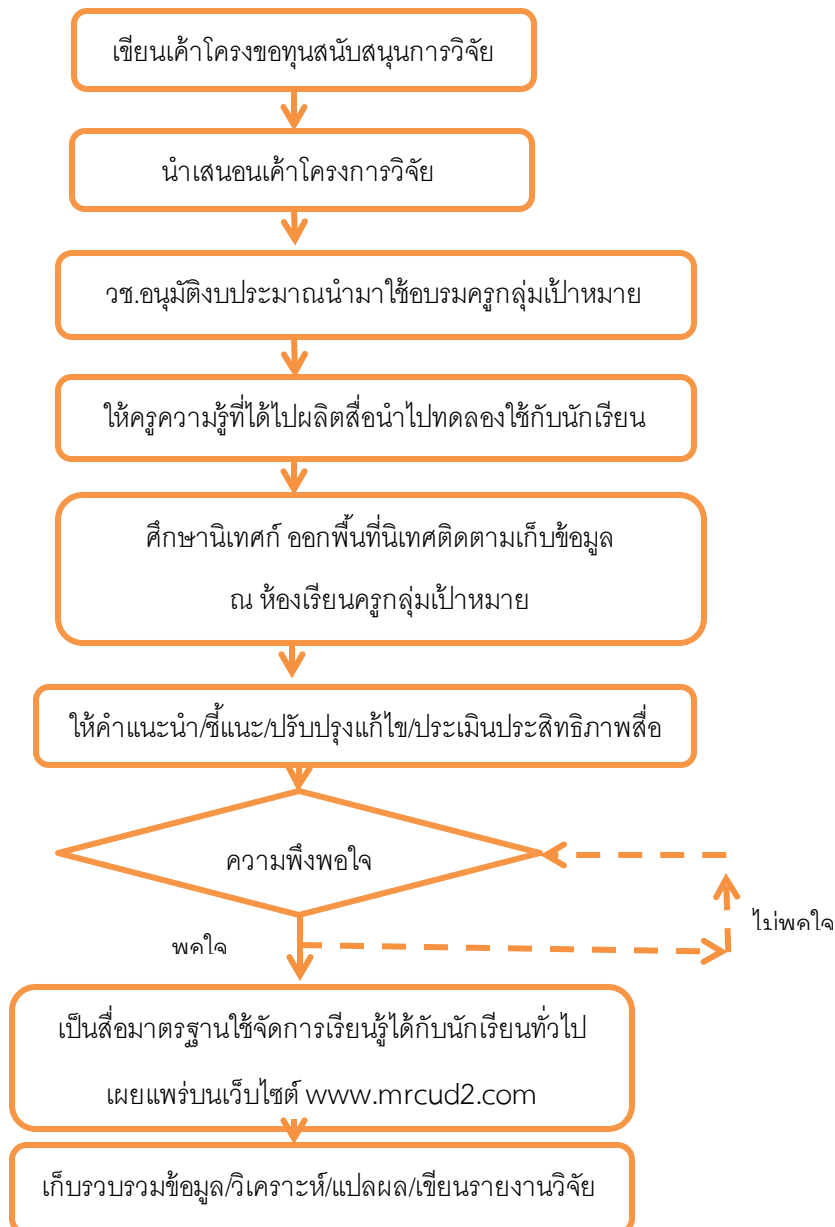 เขียนเค้าโครงขอทุนสนับสนุนการวิจัย
นำเสนอนเค้าโครงการวิจัย
วช.อนุมัติงบประมาณนำมาใช้อบรมครูกลุ่มเป้าหมาย
ให้ครูความรู้ที่ได้ไปผลิตสื่อนำไปทดลองใช้กับนักเรียน
ศึกษานิเทศก์ ออกพื้นที่นิเทศติดตามเก็บข้อมูล
ณ ห้องเรียนครูกลุ่มเป้าหมาย
ให้คำแนะนำ/ชี้แนะ/ปรับปรุงแก้ไข/ประเมินประสิทธิภาพสื่อ
ความพึงพอใจ
ไม่พอใจ
พอใจ
เป็นสื่อมาตรฐานใช้จัดการเรียนรู้ได้กับนักเรียนทั่วไป
เผยแพร่บนเว็บไซต์ www.mrcud2.com
เก็บรวบรวมข้อมูล/วิเคราะห์/แปลผล/เขียนรายงานวิจัย